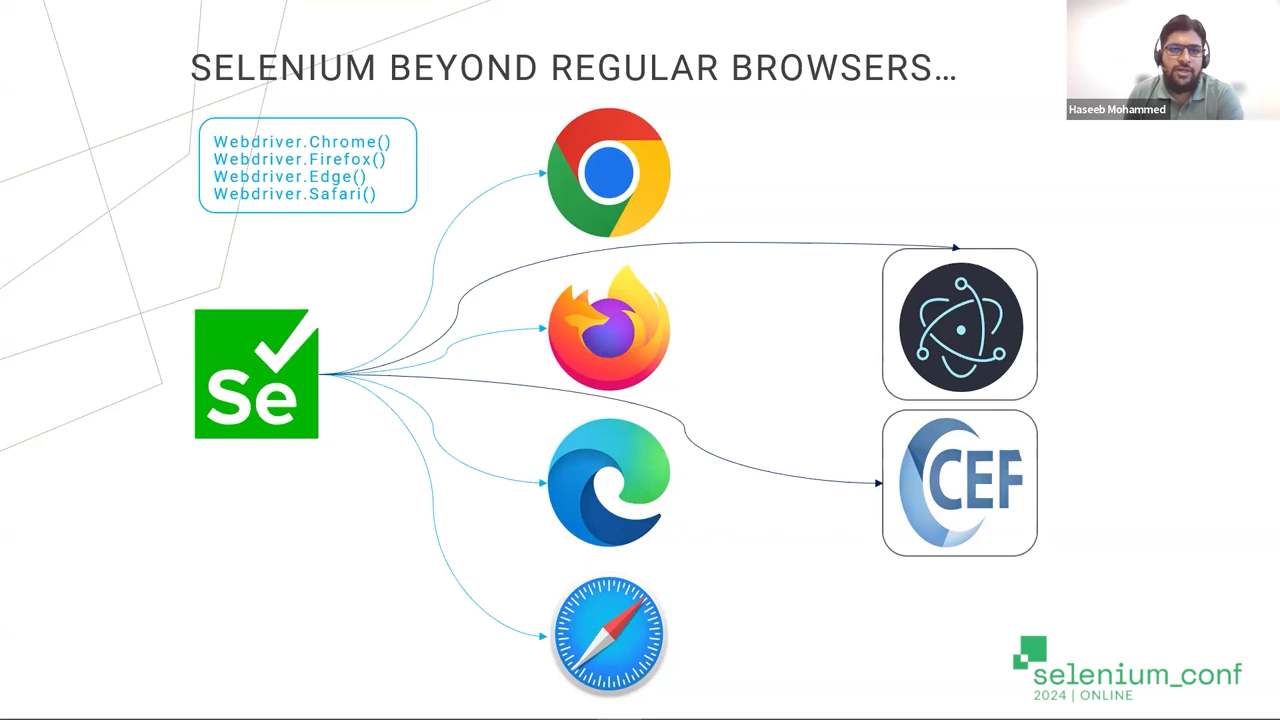 SELENIUM BEYOND REGULAR BROWSERS…
Haseeb Mohammed
Webdriver.Chrome()
Webdriver.Firefox()
Webdriver.Edge()
Webdriver.Safari()
Se
CEF
selenium_conf
2024 | ONLINE